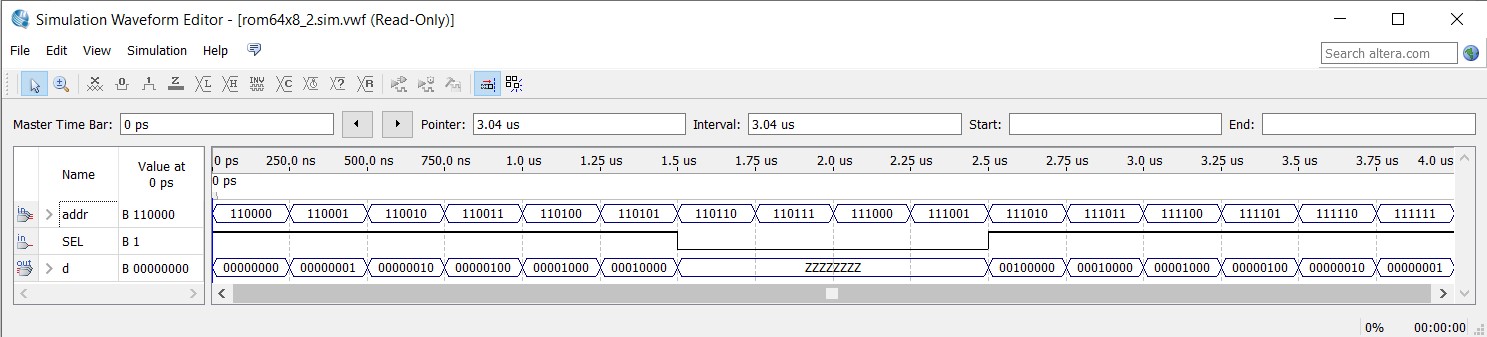 Simulation Waveform Editor - [rom64x8_2.sim.vwf (Read-Only)]
File Edit View Simulation Help Search altera.com
Z L H INV C ? R
Master Time Bar: 0 ps Pointer: 3.04 us Interval: 3.04 us Start: End:
Name Value at 0 ps 0 ps 250.0 ns 500.0 ns 750.0 ns 1.0 us 1.25 us 1.5 us 1.75 us 2.0 us 2.25 us 2.5 us 2.75 us 3.0 us 3.25 us 3.5 us 3.75 us 4.0 us
0 ps
in addr B 110000 110000 110001 110010 110011 110100 110101 110110 110111 111000 111001 111010 111011 111100 111101 111110 111111
in SEL B 1
out d B 00000000 00000000 00000001 00000010 00000100 00001000 00010000 ZZZZZZZZ 00100000 00010000 00001000 00000100 00000010 00000001
0% 00:00:00